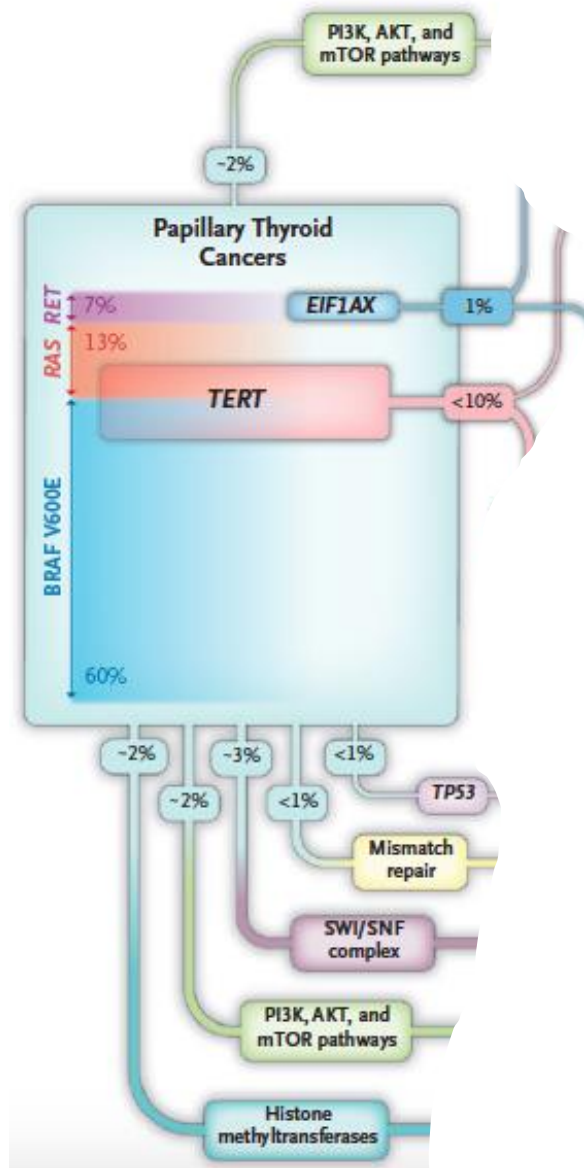 PI3K, AKT, and
mTOR pathways
~2%
Papillary Thyroid
Cancers
RET
7%
EIF1AX
1%
RAS
13%
TERT
<10%
BRAF V600E
60%
~2%
~3%
<1%
~2%
<1%
TP53
Mismatch
repair
SWI/SNF
complex
PI3K, AKT, and
mTOR pathways
Histone
methyltransferases